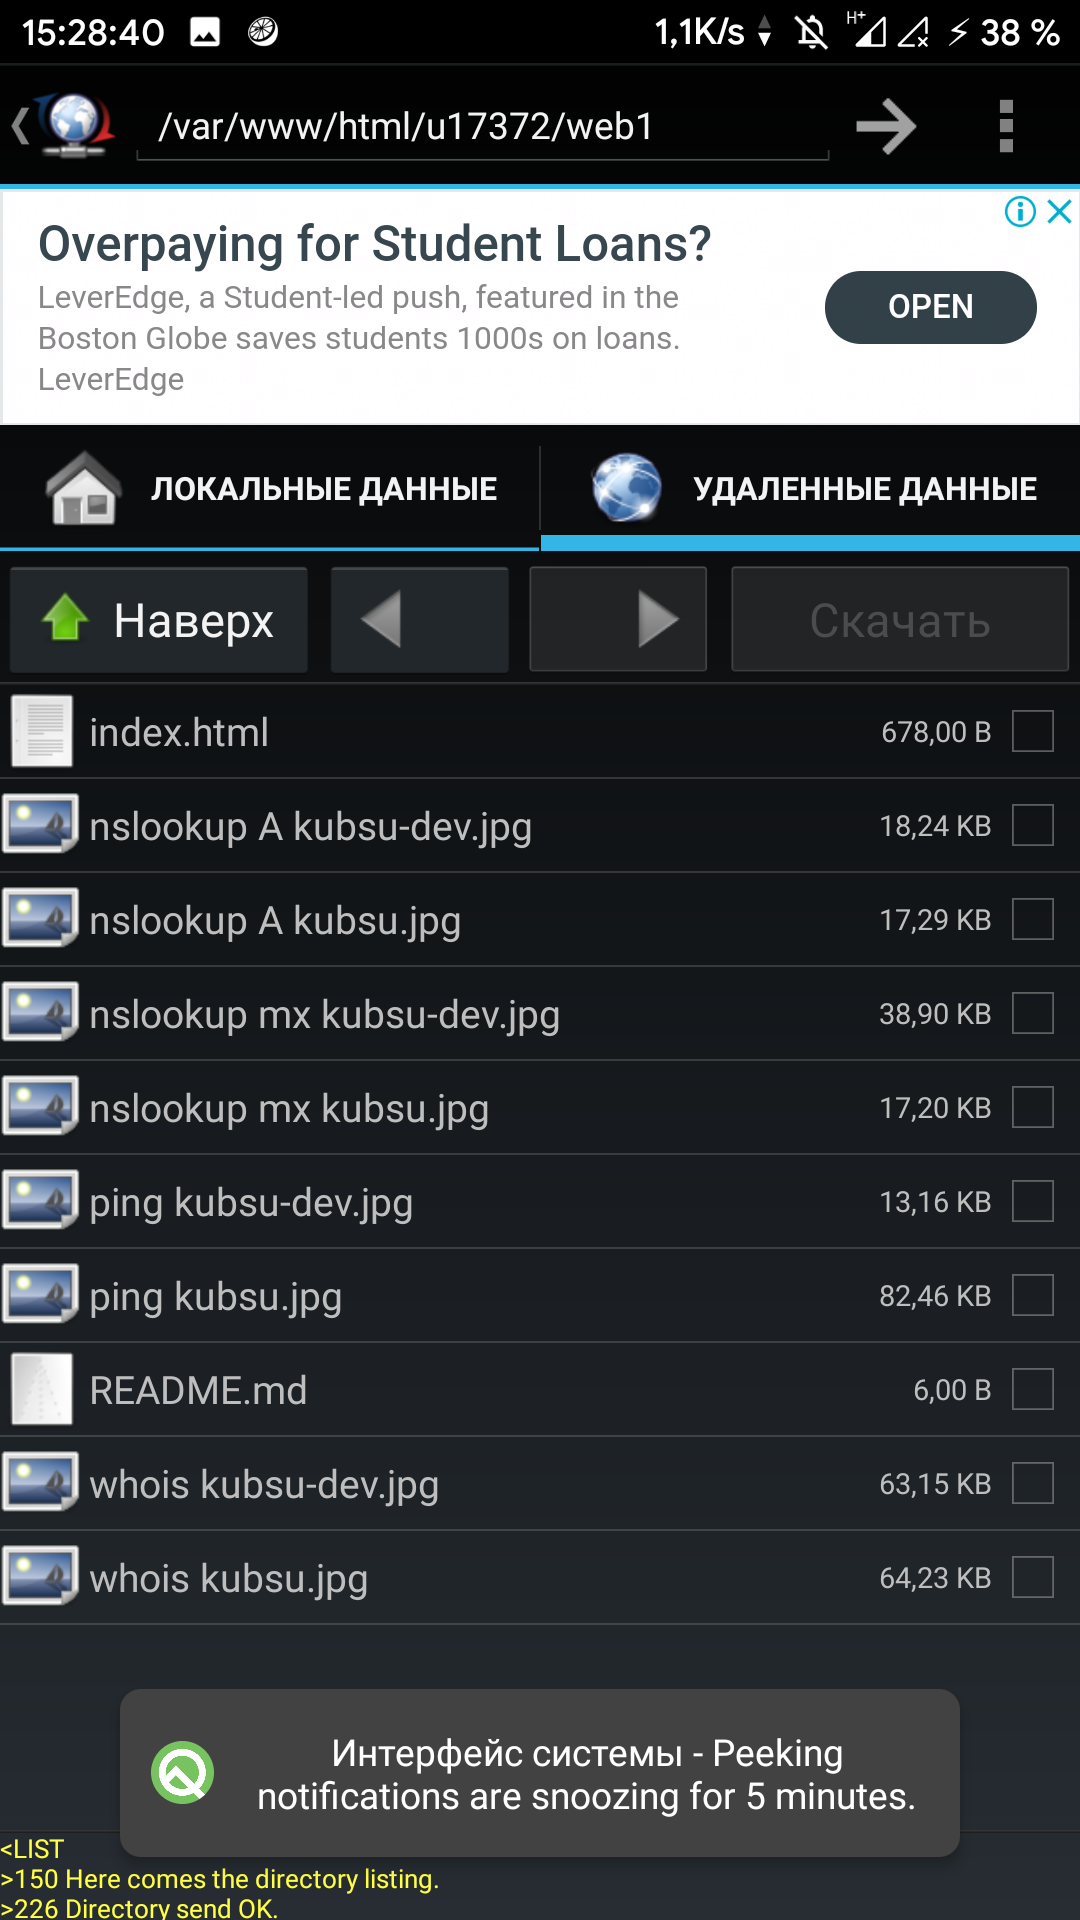 15:28:40 1,1K/s H+ 38 %
/var/www/html/u17372/web1
Overpaying for Student Loans?
LeverEdge, a Student-led push, featured in the
Boston Globe saves students 1000s on loans.
LeverEdge
OPEN
ЛОКАЛЬНЫЕ ДАННЫЕ
УДАЛЕННЫЕ ДАННЫЕ
Наверх
Скачать
index.html 678,00 B
nslookup A kubsu-dev.jpg 18,24 KB
nslookup A kubsu.jpg 17,29 KB
nslookup mx kubsu-dev.jpg 38,90 KB
nslookup mx kubsu.jpg 17,20 KB
ping kubsu-dev.jpg 13,16 KB
ping kubsu.jpg 82,46 KB
README.md 6,00 B
whois kubsu-dev.jpg 63,15 KB
whois kubsu.jpg 64,23 KB
Интерфейс системы - Peeking
notifications are snoozing for 5 minutes.
<LIST
>150 Here comes the directory listing.
>226 Directory send OK.